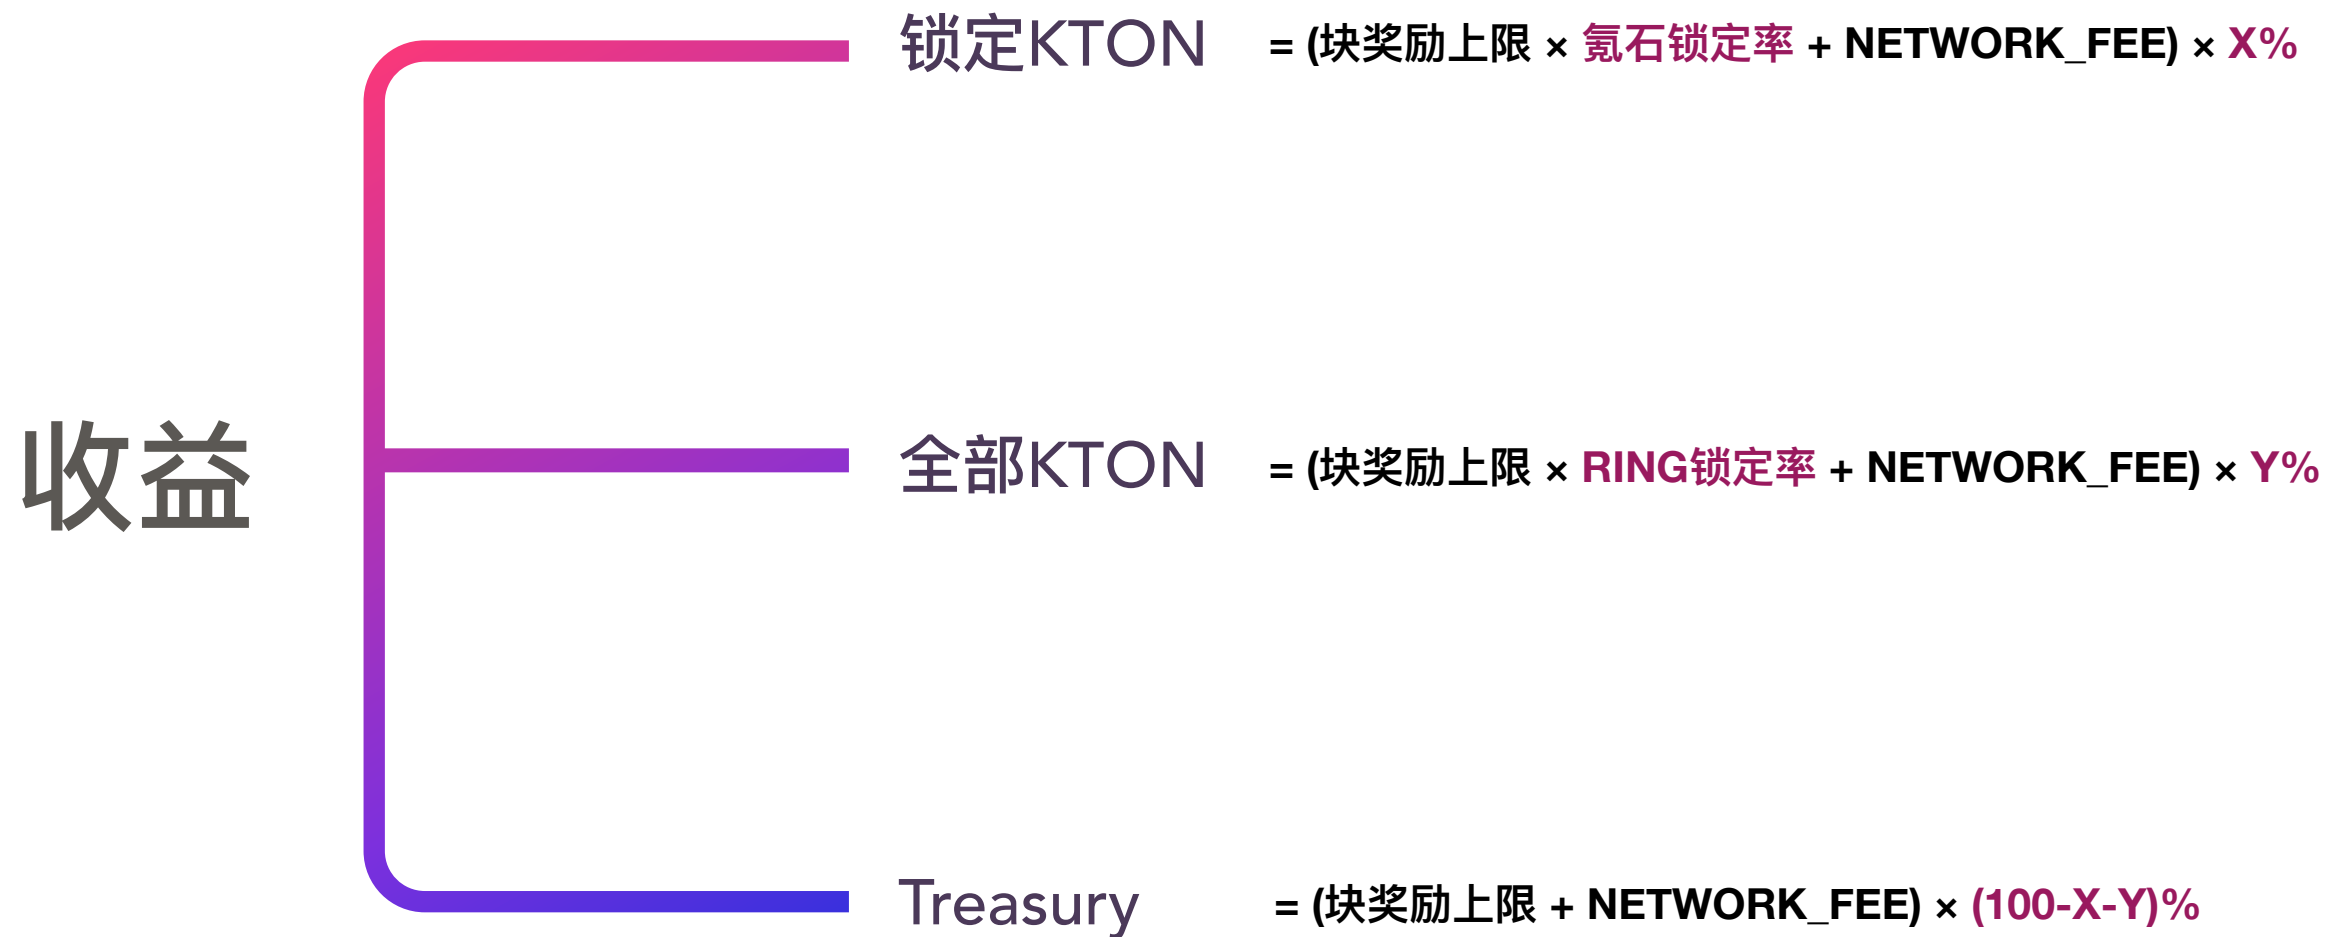 锁定KTON = (块奖励上限 × 氪石锁定率 + NETWORK_FEE) × X%
收益
全部KTON = (块奖励上限 × RING锁定率 + NETWORK_FEE) × Y%
Treasury = (块奖励上限 + NETWORK_FEE) × (100-X-Y)%